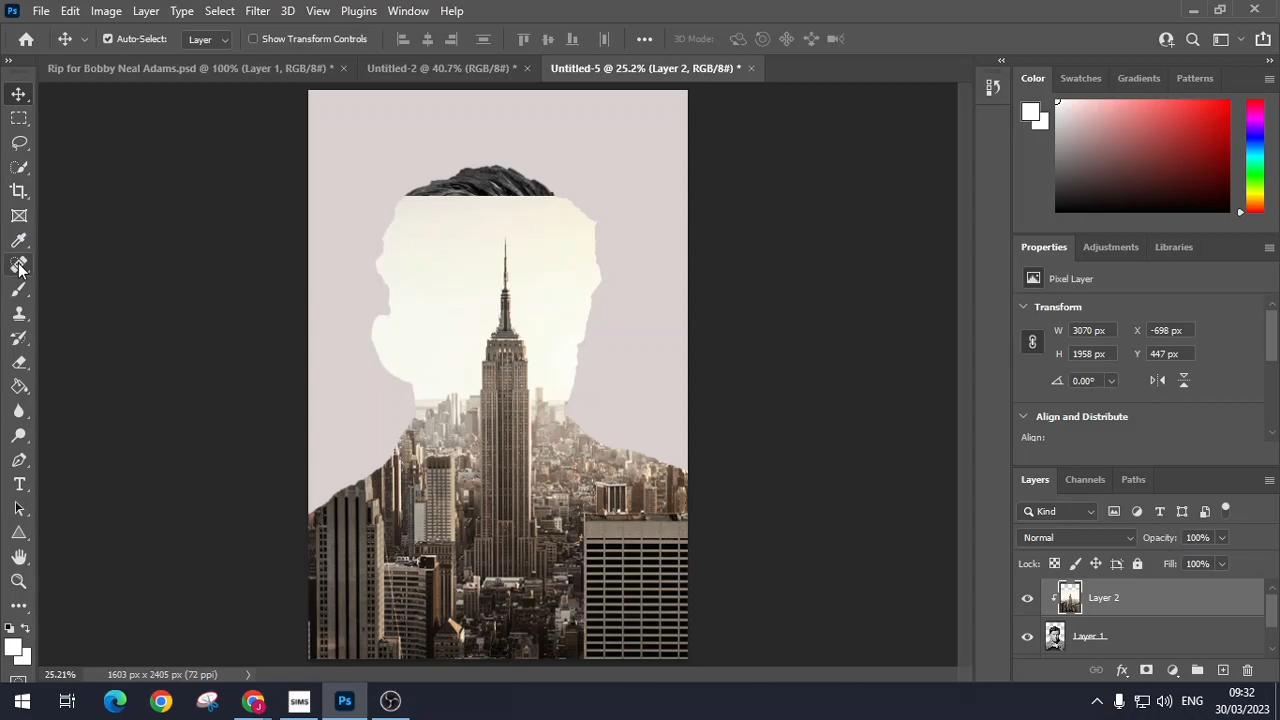 Ps File Edit Image Layer Type Select Filter 3D View Plugins Window Help
Auto-Select: Layer Show Transform Controls 3D Mode:
Rip for Bobby Neal Adams.psd @ 100% (Layer 1, RGB/8#) * Untitled-2 @ 40.7% (RGB/8#) * Untitled-5 @ 25.2% (Layer 2, RGB/8#) *
Color Swatches Gradients Patterns
Properties Adjustments Libraries
Pixel Layer
Transform
W 3070 px X -698 px
H 1958 px Y 447 px
0.00°
Align and Distribute
Align:
Layers Channels Paths
Kind
Normal Opacity: 100%
Lock: Fill: 100%
Layer 2
Layer 1
25.21% 1603 px x 2405 px (72 ppi)
SIMS Ps ENG 09:32
30/03/2023